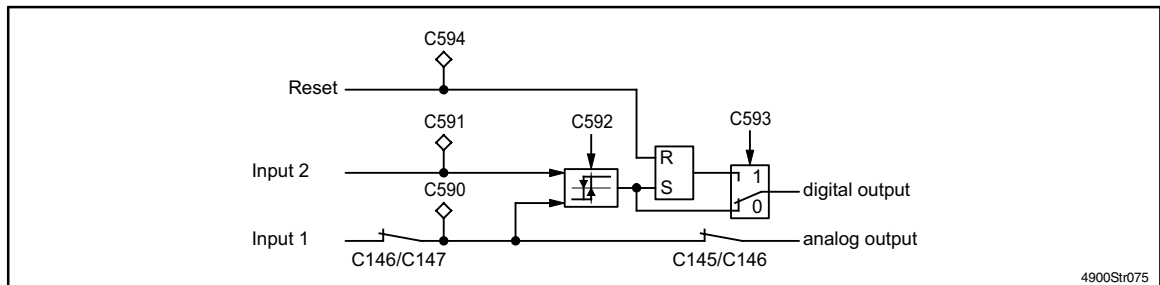 C594
Reset
C591
C592
C593
Input 2
R
S
1
0
digital output
C590
Input 1
analog output
C146/C147
C145/C146
4900Str075